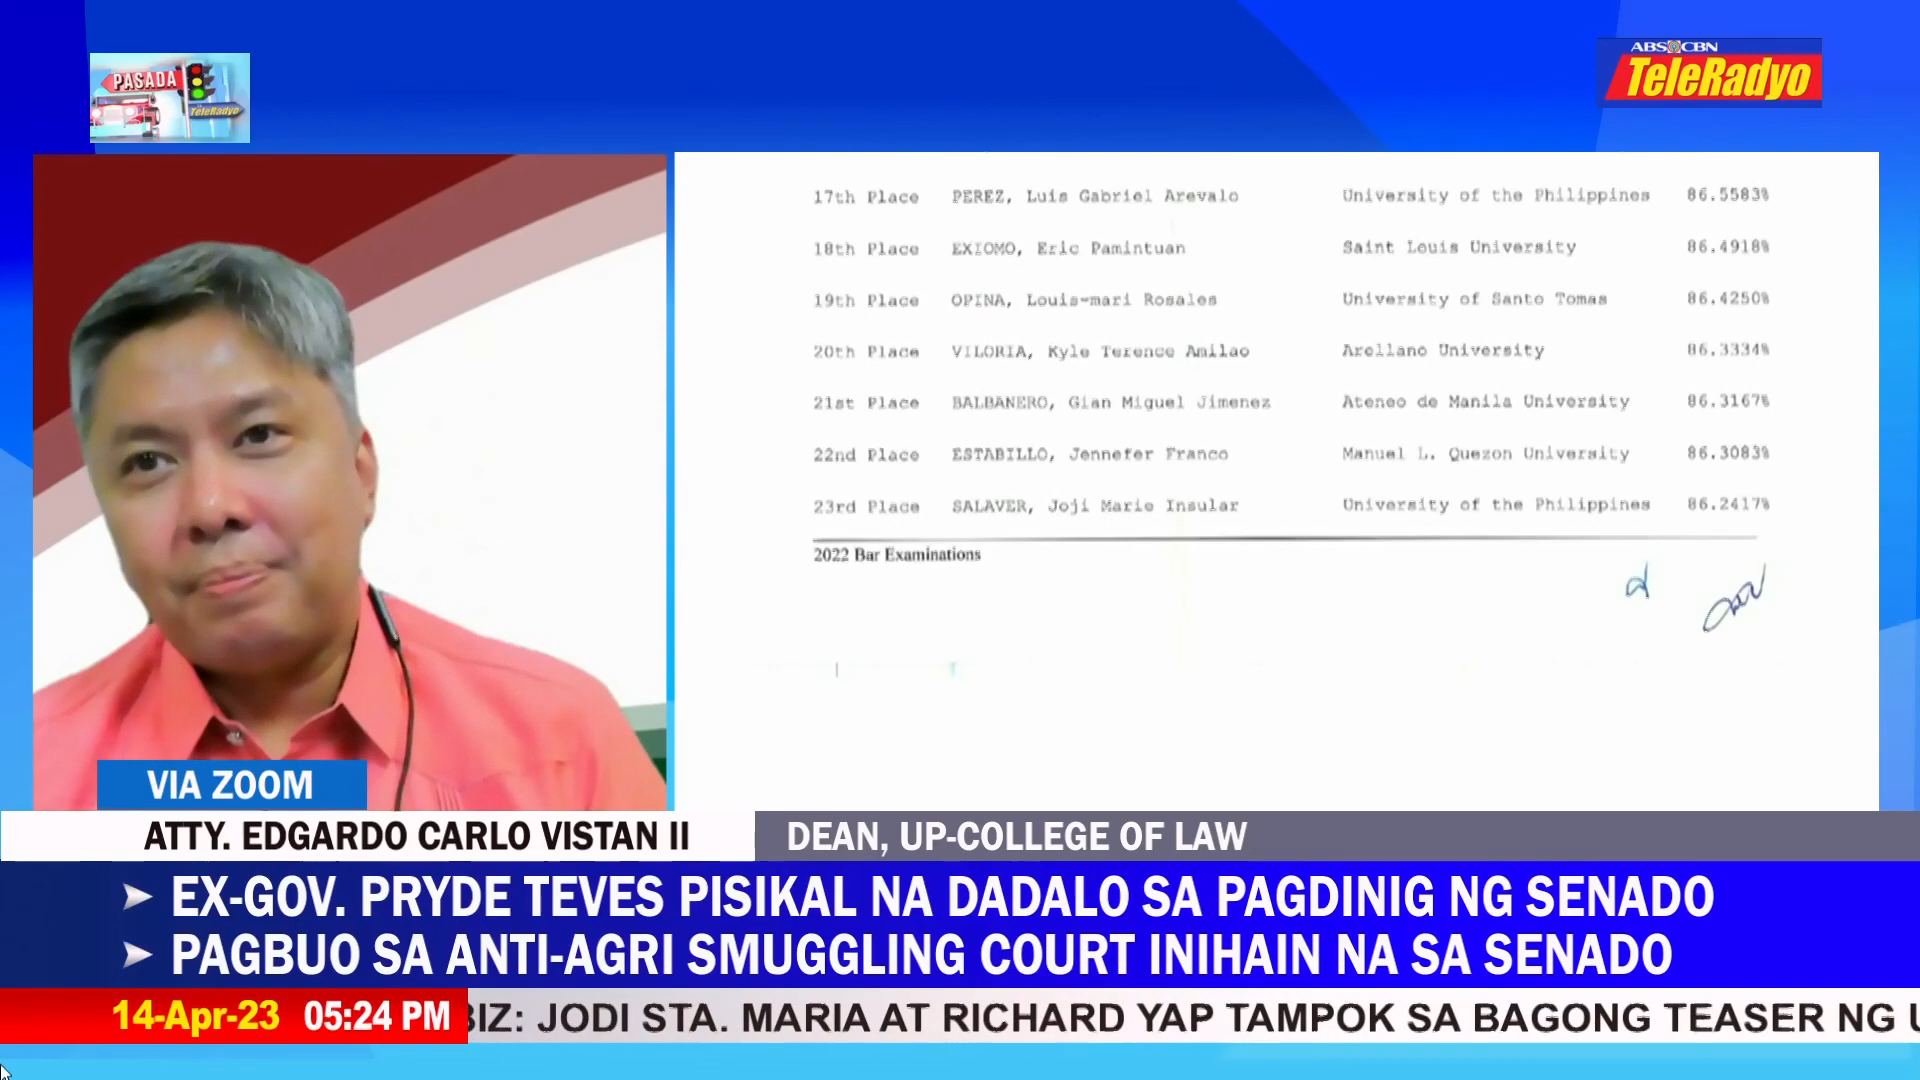 PASADA
TeleRadyo
ABS-CBN
TeleRadyo
17th Place PEREZ, Luis Gabriel Arevalo University of the Philippines 86.5583%
18th Place EXIOMO, Eric Pamintuan Saint Louis University 86.4918%
19th Place OPINA, Louis-mari Rosales University of Santo Tomas 86.4250%
20th Place VILORIA, Kyle Terence Amilao Arellano University 86.3334%
21st Place BALBANERO, Gian Miguel Jimenez Ateneo de Manila University 86.3167%
22nd Place ESTABILLO, Jennefer Franco Manuel L. Quezon University 86.3083%
23rd Place SALAVER, Joji Marie Insular University of the Philippines 86.2417%
2022 Bar Examinations
VIA ZOOM
ATTY. EDGARDO CARLO VISTAN II DEAN, UP-COLLEGE OF LAW
EX-GOV. PRYDE TEVES PISIKAL NA DADALO SA PAGDINIG NG SENADO
PAGBUO SA ANTI-AGRI SMUGGLING COURT INIHAIN NA SA SENADO
14-Apr-23 05:24 PM BIZ: JODI STA. MARIA AT RICHARD YAP TAMPOK SA BAGONG TEASER NG